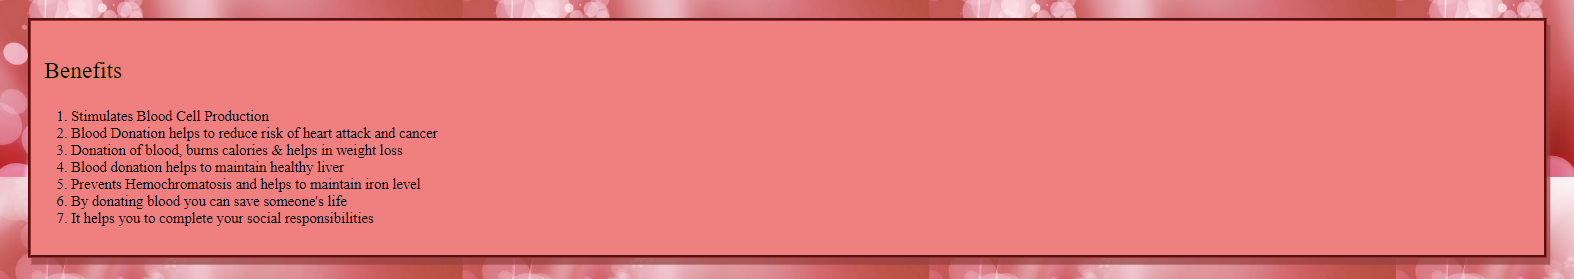 Benefits
1. Stimulates Blood Cell Production
2. Blood Donation helps to reduce risk of heart attack and cancer
3. Donation of blood, burns calories & helps in weight loss
4. Blood donation helps to maintain healthy liver
5. Prevents Hemochromatosis and helps to maintain iron level
6. By donating blood you can save someone's life
7. It helps you to complete your social responsibilities